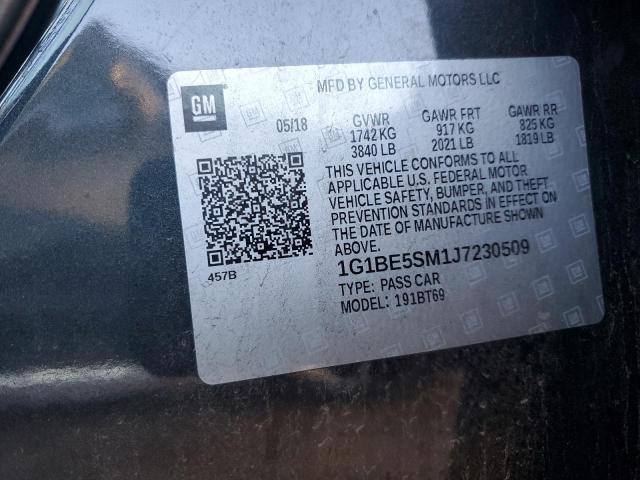 GM
MFD BY GENERAL MOTORS LLC
05/18
GVWR GAWR FRT GAWR RR
1742 KG 917 KG 825 KG
3840 LB 2021 LB 1819 LB
THIS VEHICLE CONFORMS TO ALL
APPLICABLE U.S. FEDERAL MOTOR
VEHICLE SAFETY, BUMPER, AND THEFT
PREVENTION STANDARDS IN EFFECT ON
THE DATE OF MANUFACTURE SHOWN
ABOVE.
457B
1G1BE5SM1J7230509
TYPE: PASS CAR
MODEL: 191BT69